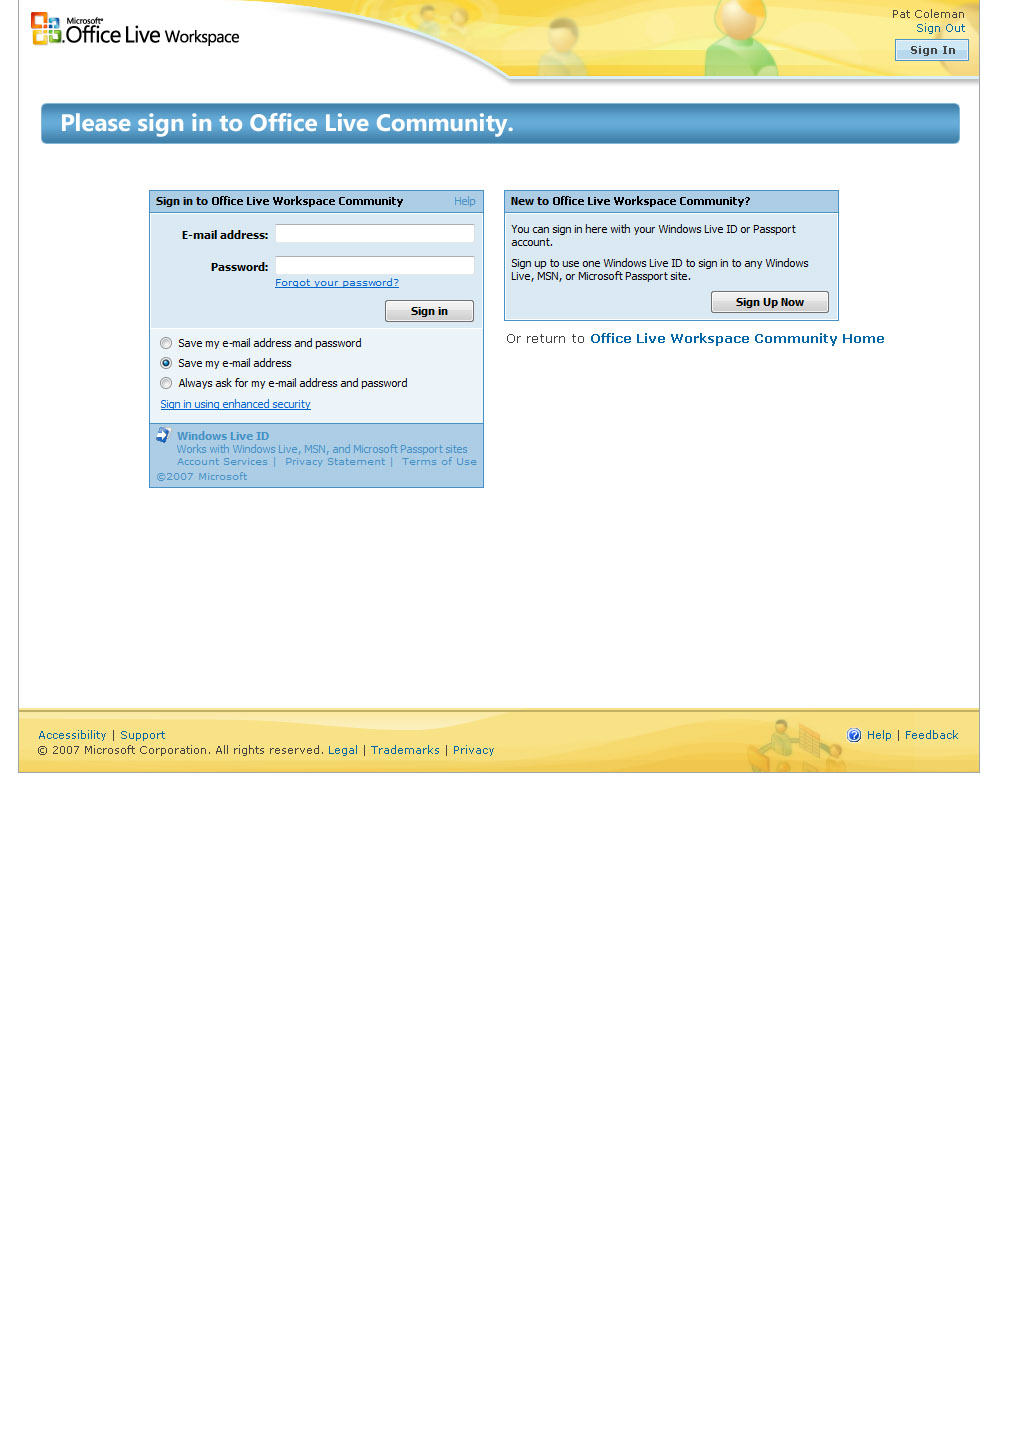 Microsoft®
Office Live Workspace
Pat Coleman
Sign Out
Sign In
Please sign in to Office Live Community.
Sign in to Office Live Workspace Community
Help
E-mail address:
Password:
Forgot your password?
Sign in
Save my e-mail address and password
Save my e-mail address
Always ask for my e-mail address and password
Sign in using enhanced security
Windows Live ID
Works with Windows Live, MSN, and Microsoft Passport sites
Account Services | Privacy Statement | Terms of Use
©2007 Microsoft
New to Office Live Workspace Community?
You can sign in here with your Windows Live ID or Passport
account.
Sign up to use one Windows Live ID to sign in to any Windows
Live, MSN, or Microsoft Passport site.
Sign Up Now
Or return to Office Live Workspace Community Home
Accessibility | Support
© 2007 Microsoft Corporation. All rights reserved. Legal | Trademarks | Privacy
? Help | Feedback